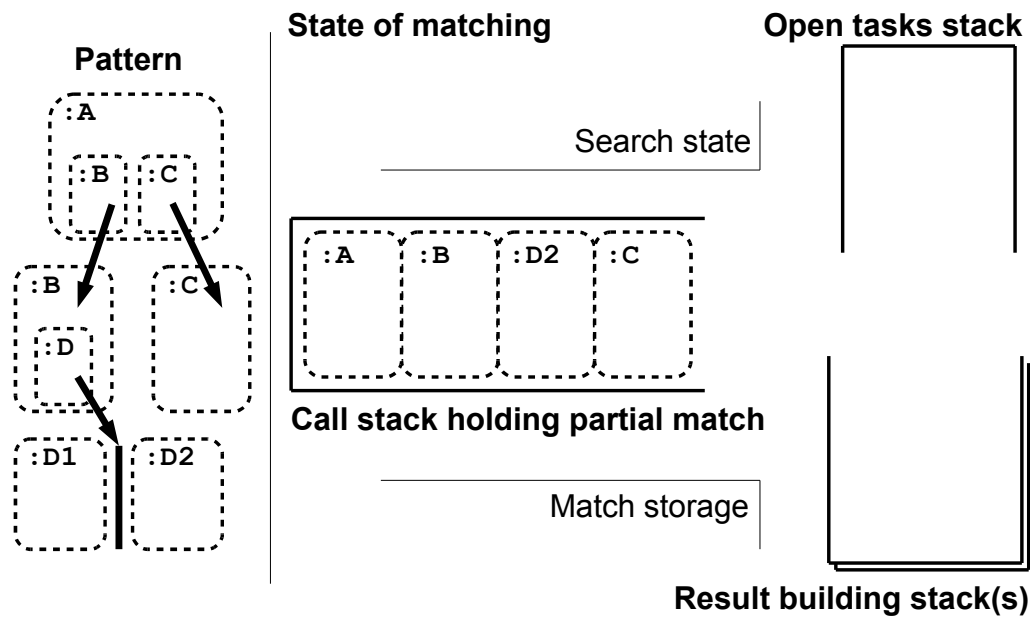 State of matching
Open tasks stack
Pattern
:A
:B
:C
Search state
:B
:C
:D
:D1
:D2
:A
:B
:D2
:C
Call stack holding partial match
Match storage
Result building stack(s)